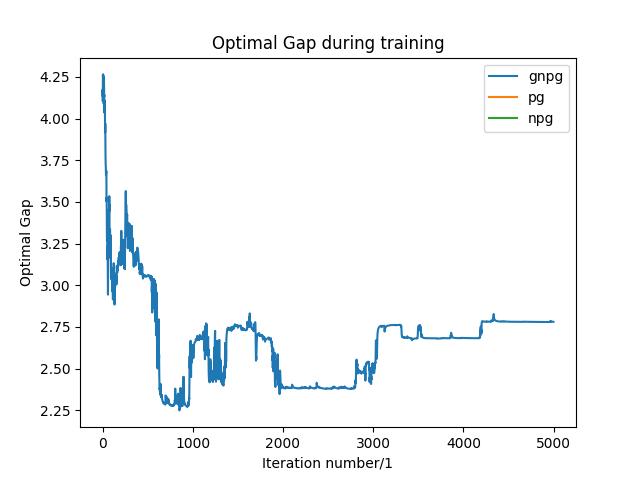 Optimal Gap during training
gnpg
pg
npg
4.25
4.00
3.75
3.50
3.25
3.00
2.75
2.50
2.25
Optimal Gap
0 1000 2000 3000 4000 5000
Iteration number/1